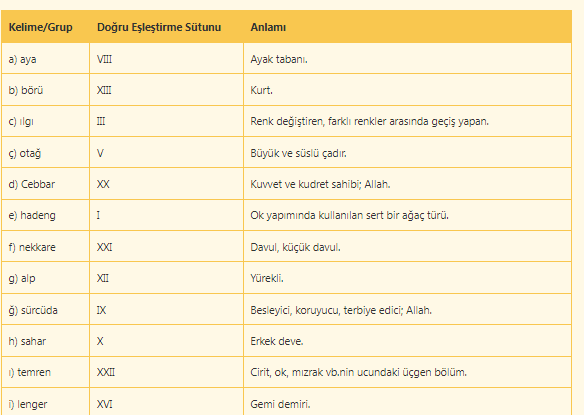 Kelime/Grup Doğru Eşleştirme Sütunu Anlamı
a) aya VIII Ayak tabanı.
b) börü XIII Kurt.
c) ılgı III Renk değiştiren, farklı renkler arasında geçiş yapan.
ç) otağ V Büyük ve süslü çadır.
d) Cebbar XX Kuvvet ve kudret sahibi; Allah.
e) hadeng I Ok yapımında kullanılan sert bir ağaç türü.
f) nekkare XXI Davul, küçük davul.
g) alp XII Yürekli.
ğ) sürcüda IX Besleyici, koruyucu, terbiye edici; Allah.
h) sahar X Erkek deve.
ı) temren XXII Cirit, ok, mızrak vb.nin ucundaki üçgen bölüm.
i) lenger XVI Gemi demiri.